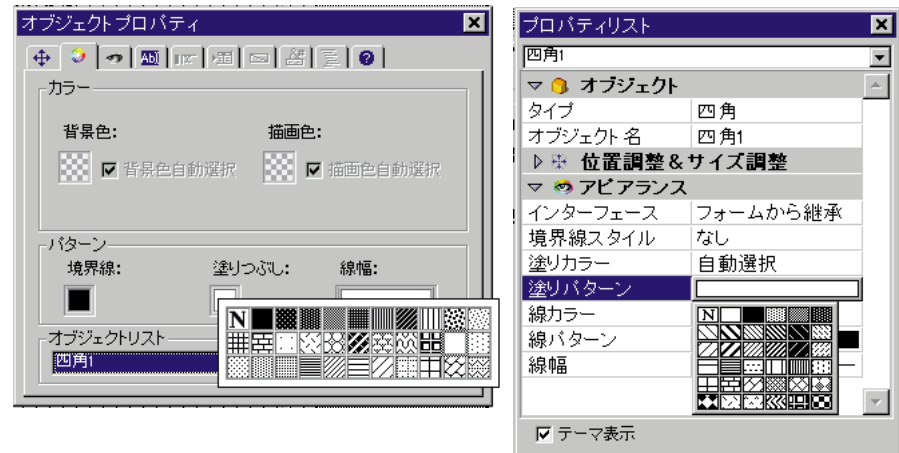 オブジェクトプロパティ
カラー
背景色:
描画色:
背景色自動選択
描画色自動選択
パターン
境界線:
塗りつぶし:
線幅:
N
オブジェクトリスト
四角1
プロパティリスト
四角1
オブジェクト
タイプ 四角
オブジェクト名 四角1
位置調整&サイズ調整
アピアランス
インターフェース フォームから継承
境界線スタイル なし
塗りカラー 自動選択
塗りパターン
線カラー
N
線パターン
線幅
テーマ表示